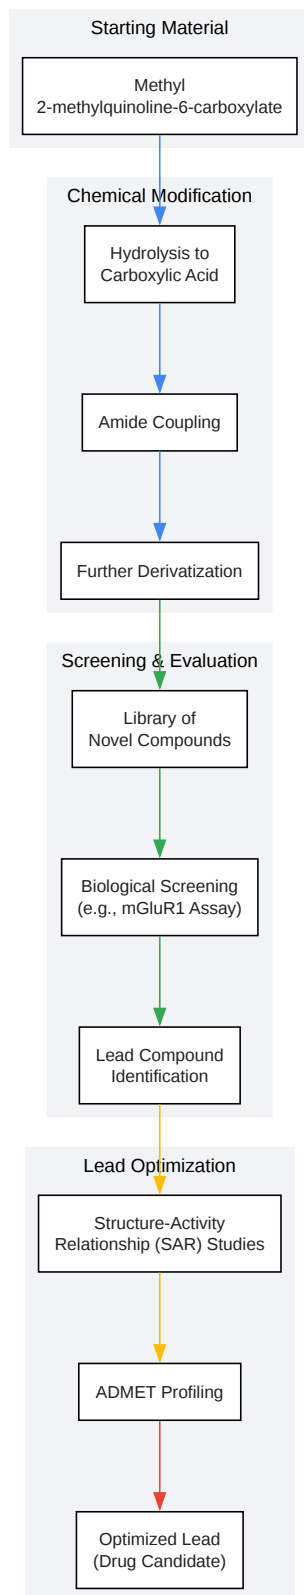 Starting Material
Methyl
2-methylquinoline-6-carboxylate
Chemical Modification
Hydrolysis to
Carboxylic Acid
Amide Coupling
Further Derivatization
Screening & Evaluation
Library of
Novel Compounds
Biological Screening
(e.g., mGluR1 Assay)
Lead Compound
Identification
Lead Optimization
Structure-Activity
Relationship (SAR) Studies
ADMET Profiling
Optimized Lead
(Drug Candidate)